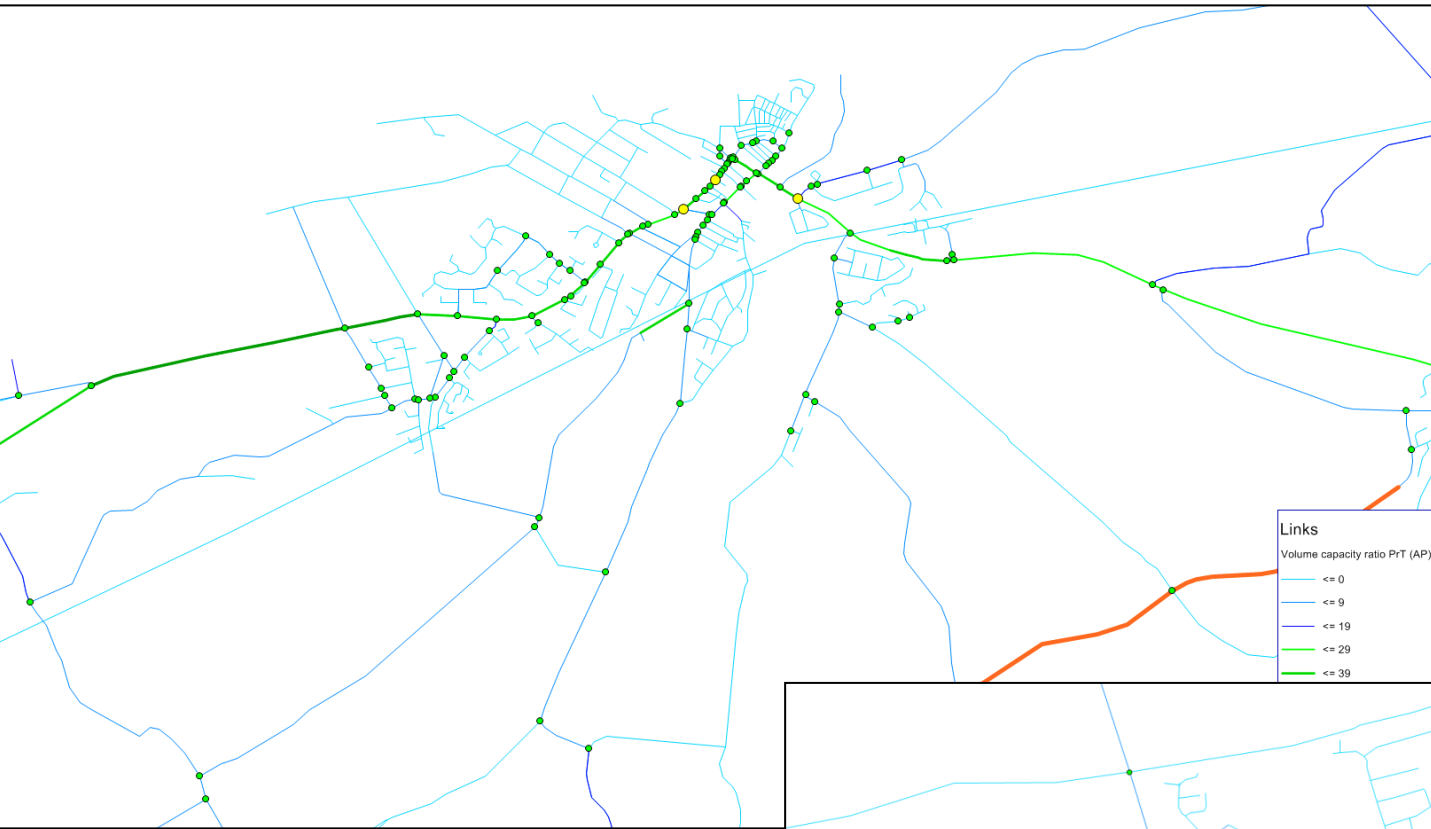 Links
Volume capacity ratio PrT (AP)
<= 0
<= 9
<= 19
<= 29
<= 39